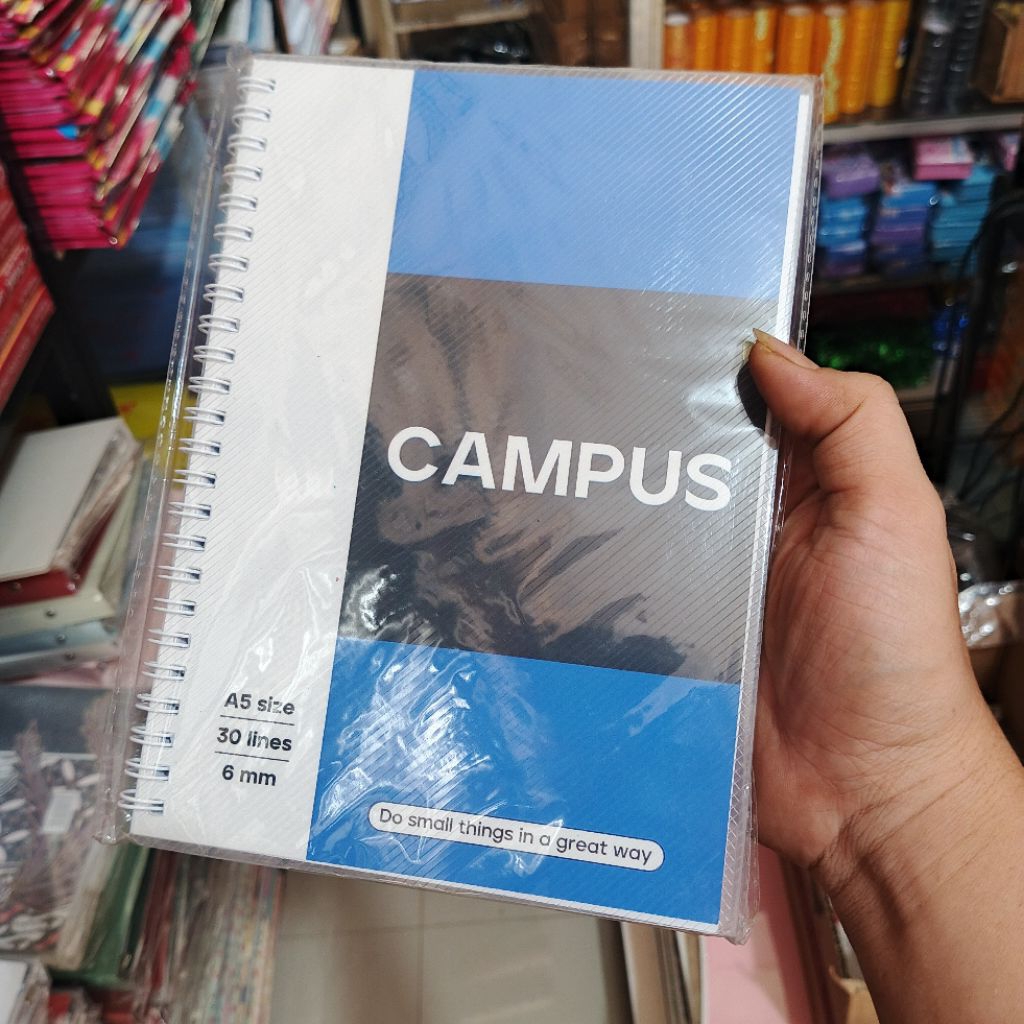 CAMPUS
A5 size
30 lines
6 mm
Do small things in a great way